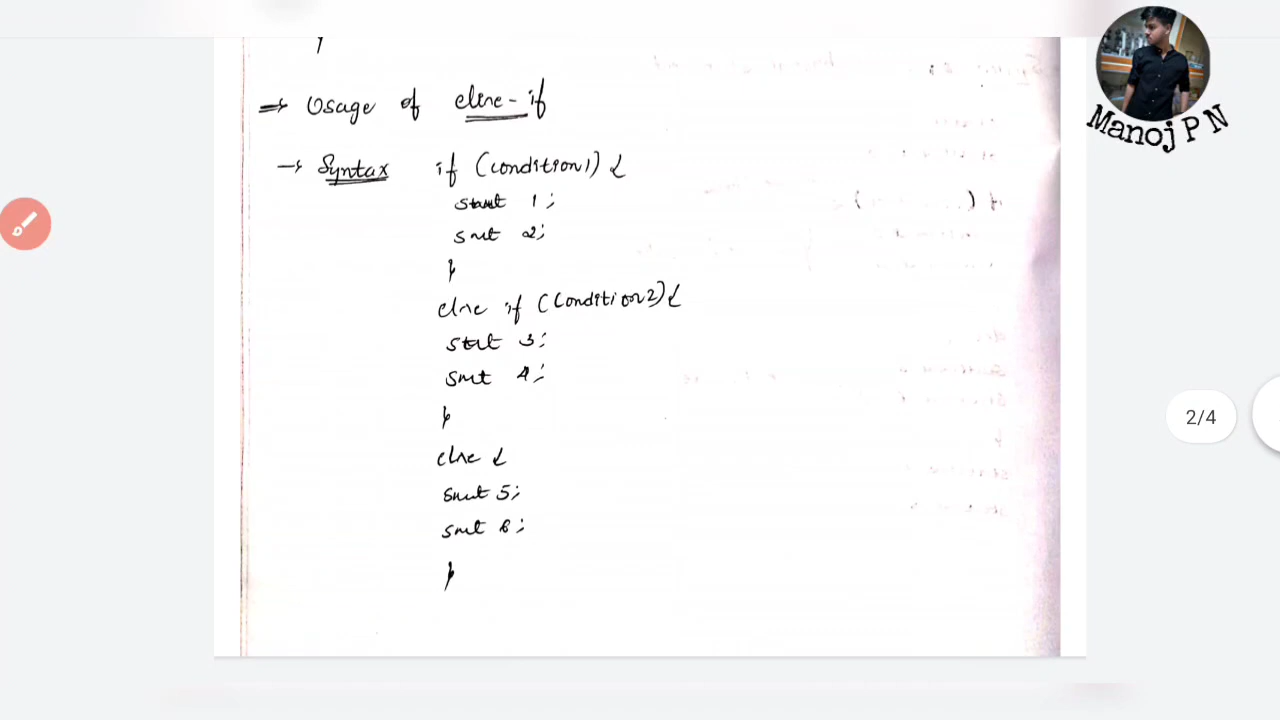 ⇒ Usage of else-if
→ Syntax if (condition1) {
stmt 1;
smt 2;
}
else if (Condition2) {
stmt 3;
smt 4;
}
else {
smt 5;
smt 6;
}
Manoj P N
2/4